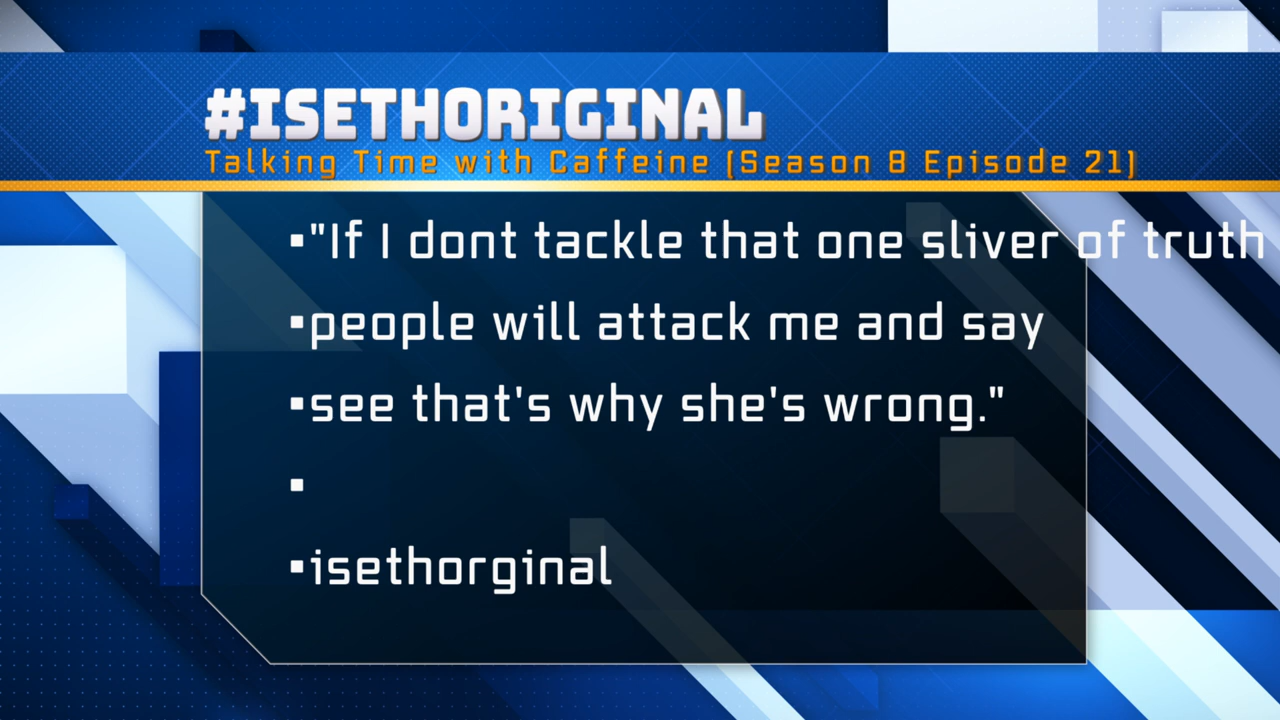 #ISETHORIGINAL
Talking Time with Caffeine (Season 8 Episode 21)
▪"If I dont tackle that one sliver of truth
▪people will attack me and say
▪see that's why she's wrong."
▪
▪isethorginal